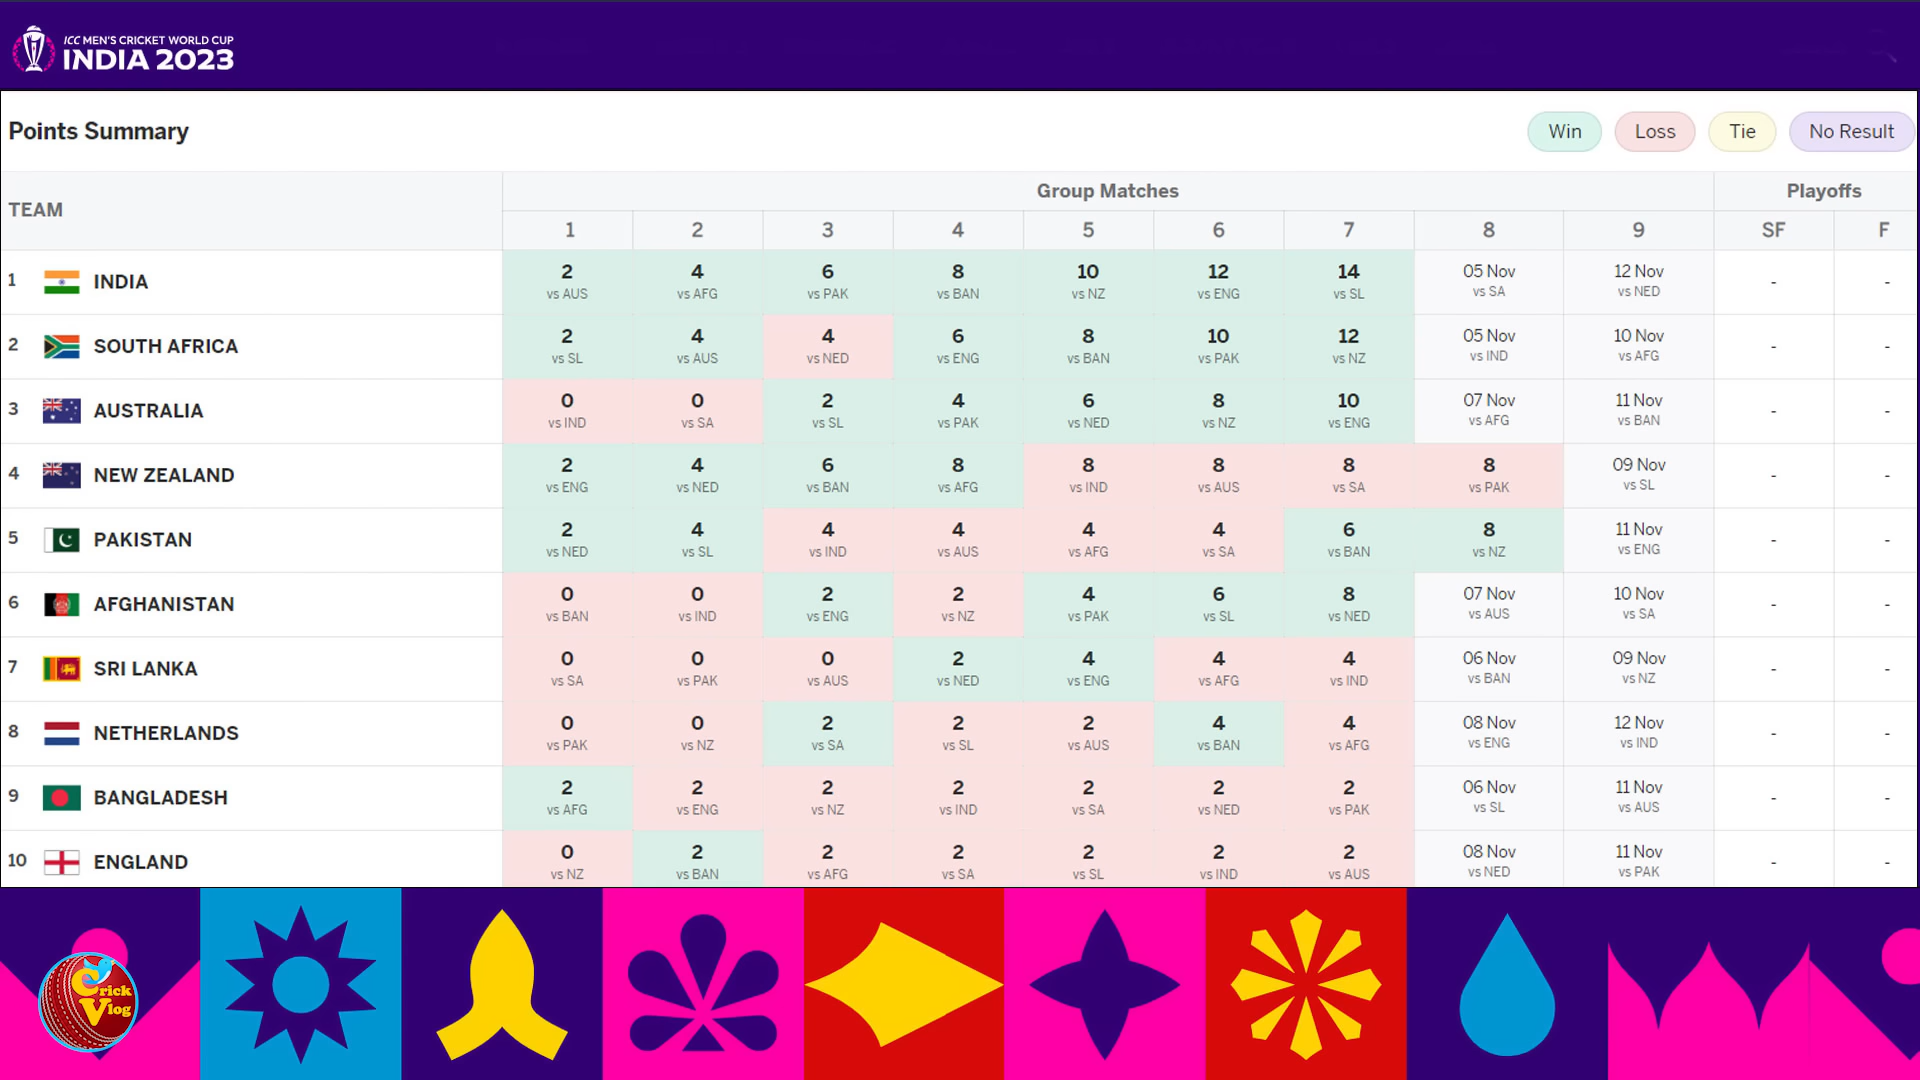 ICC MEN'S CRICKET WORLD CUP
INDIA 2023
Points Summary
Win Loss Tie No Result
TEAM Group Matches Playoffs
1 2 3 4 5 6 7 8 9 SF F
1 INDIA 2 4 6 8 10 12 14 05 Nov 12 Nov - -
vs AUS vs AFG vs PAK vs BAN vs NZ vs ENG vs SL vs SA vs NED
2 SOUTH AFRICA 2 4 4 6 8 10 12 05 Nov 10 Nov - -
vs SL vs AUS vs NED vs ENG vs BAN vs PAK vs NZ vs IND vs AFG
3 AUSTRALIA 0 0 2 4 6 8 10 07 Nov 11 Nov - -
vs IND vs SA vs SL vs PAK vs NED vs NZ vs ENG vs AFG vs BAN
4 NEW ZEALAND 2 4 6 8 8 8 8 8 09 Nov - -
vs ENG vs NED vs BAN vs AFG vs IND vs AUS vs SA vs PAK vs SL
5 PAKISTAN 2 4 4 4 4 4 6 8 11 Nov - -
vs NED vs SL vs IND vs AUS vs AFG vs SA vs BAN vs NZ vs ENG
6 AFGHANISTAN 0 0 2 2 4 6 8 07 Nov 10 Nov - -
vs BAN vs IND vs ENG vs NZ vs PAK vs SL vs NED vs AUS vs SA
7 SRI LANKA 0 0 0 2 4 4 4 06 Nov 09 Nov - -
vs SA vs PAK vs AUS vs NED vs ENG vs AFG vs IND vs BAN vs NZ
8 NETHERLANDS 0 0 2 2 2 4 4 08 Nov 12 Nov - -
vs PAK vs NZ vs SA vs SL vs AUS vs BAN vs AFG vs ENG vs IND
9 BANGLADESH 2 2 2 2 2 2 2 06 Nov 11 Nov - -
vs AFG vs ENG vs NZ vs IND vs SA vs NED vs PAK vs SL vs AUS
10 ENGLAND 0 2 2 2 2 2 2 08 Nov 11 Nov - -
vs NZ vs BAN vs AFG vs SA vs SL vs IND vs AUS vs NED vs PAK
Crick
Vlog